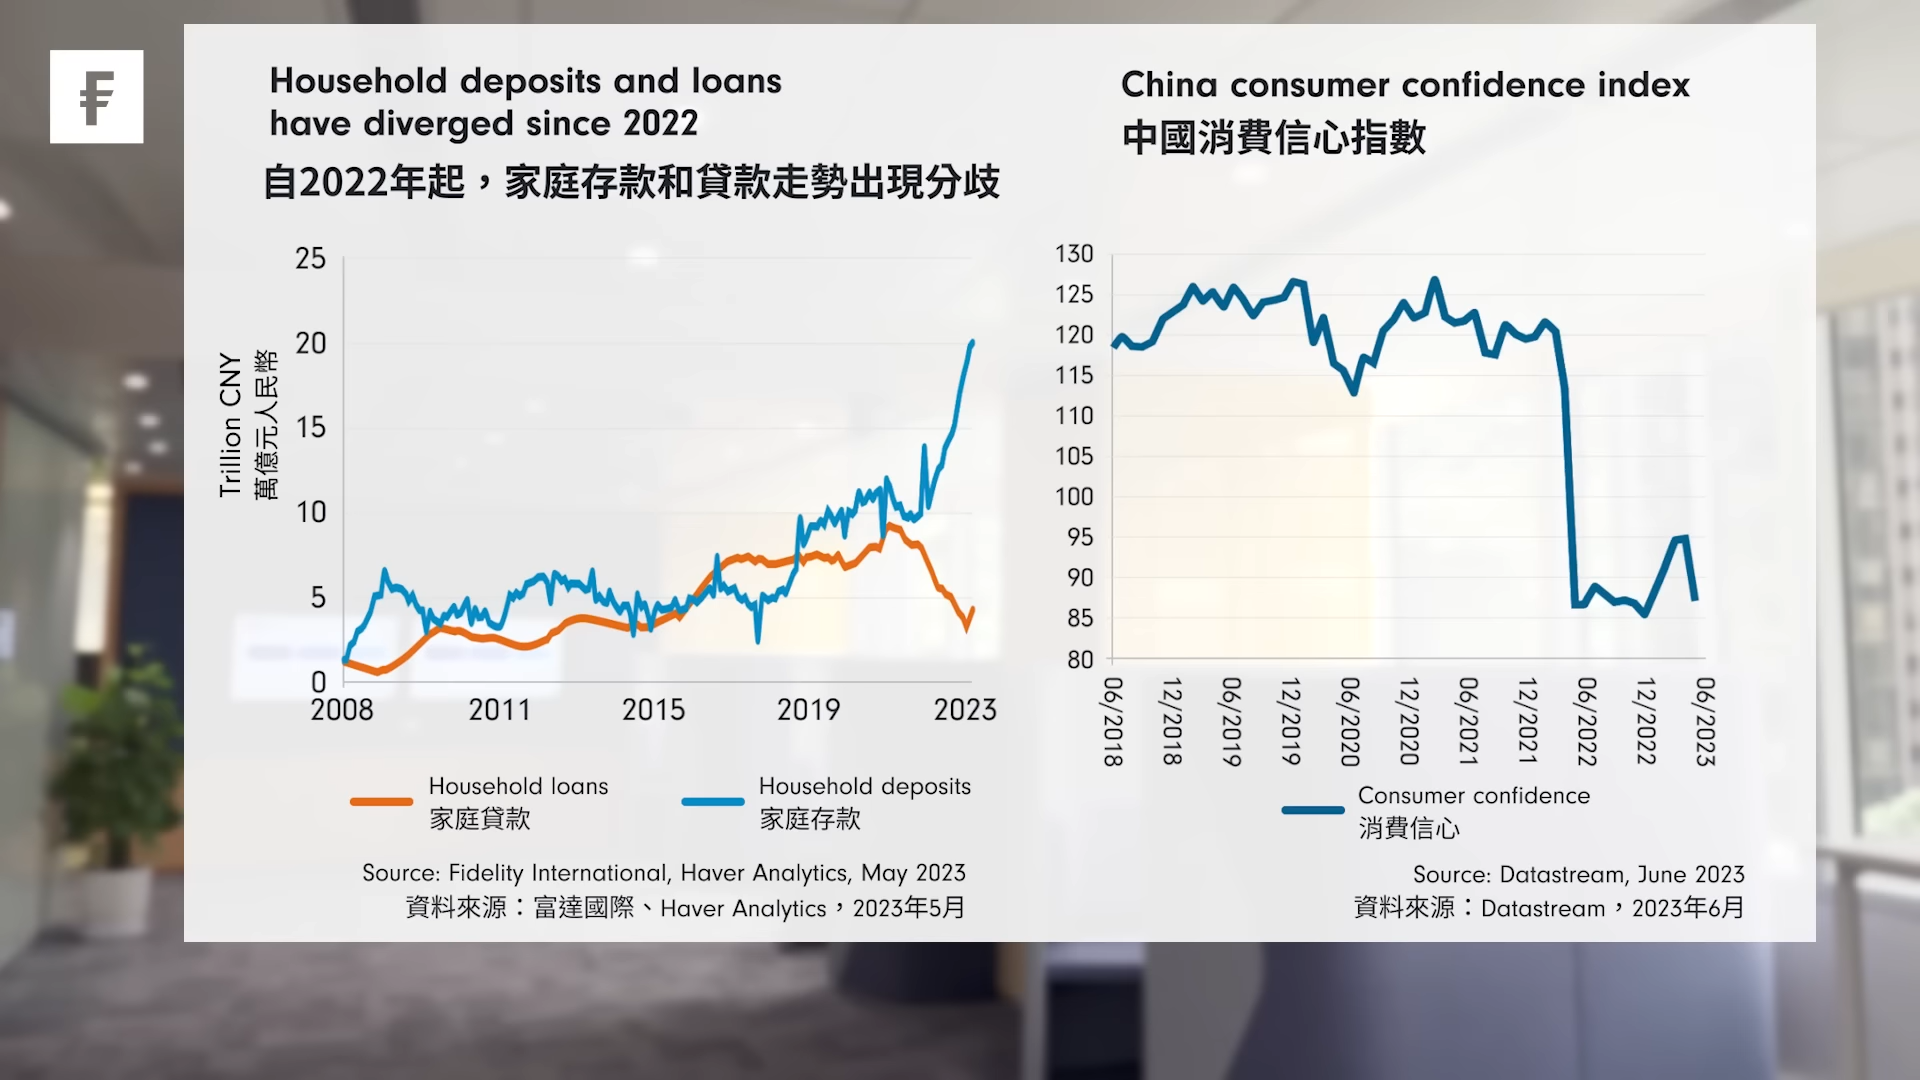 Household deposits and loans
have diverged since 2022
自2022年起，家庭存款和貸款走勢出現分歧
Trillion CNY
萬億元人民幣
25
20
15
10
5
0
2008 2011 2015 2019 2023
Household loans
家庭貸款
Household deposits
家庭存款
Source: Fidelity International, Haver Analytics, May 2023
資料來源：富達國際、Haver Analytics，2023年5月
China consumer confidence index
中國消費信心指數
130
125
120
115
110
105
100
95
90
85
80
06/2018 12/2018 06/2019 12/2019 06/2020 12/2020 06/2021 12/2021 06/2022 12/2022 06/2023
Consumer confidence
消費信心
Source: Datastream, June 2023
資料來源：Datastream，2023年6月